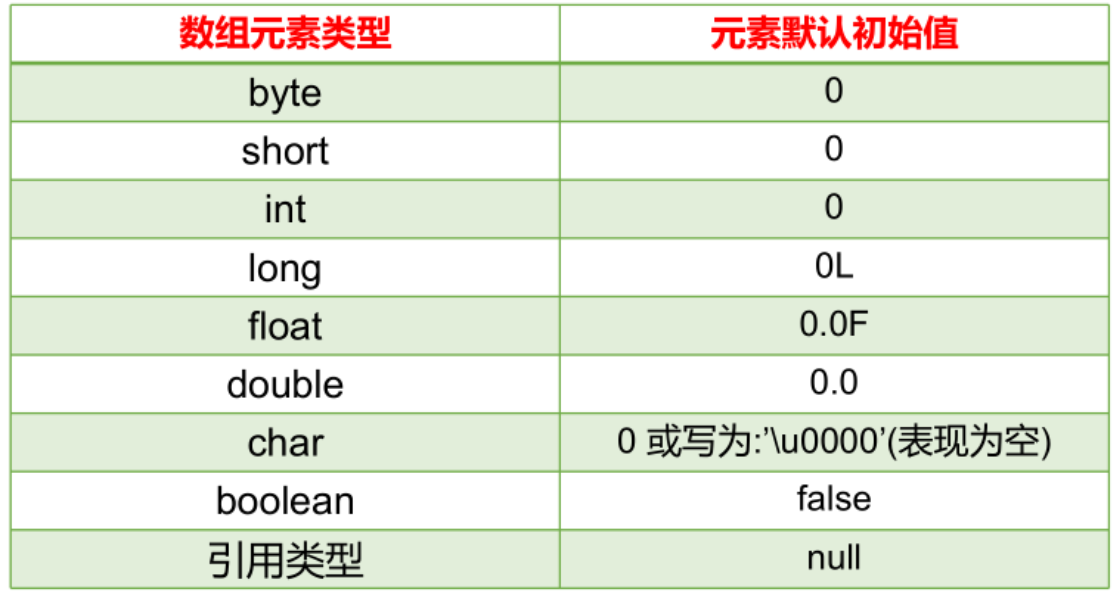 数组元素类型 元素默认初始值
byte 0
short 0
int 0
long 0L
float 0.0F
double 0.0
char 0 或写为:’\u0000’(表现为空)
boolean false
引用类型 null